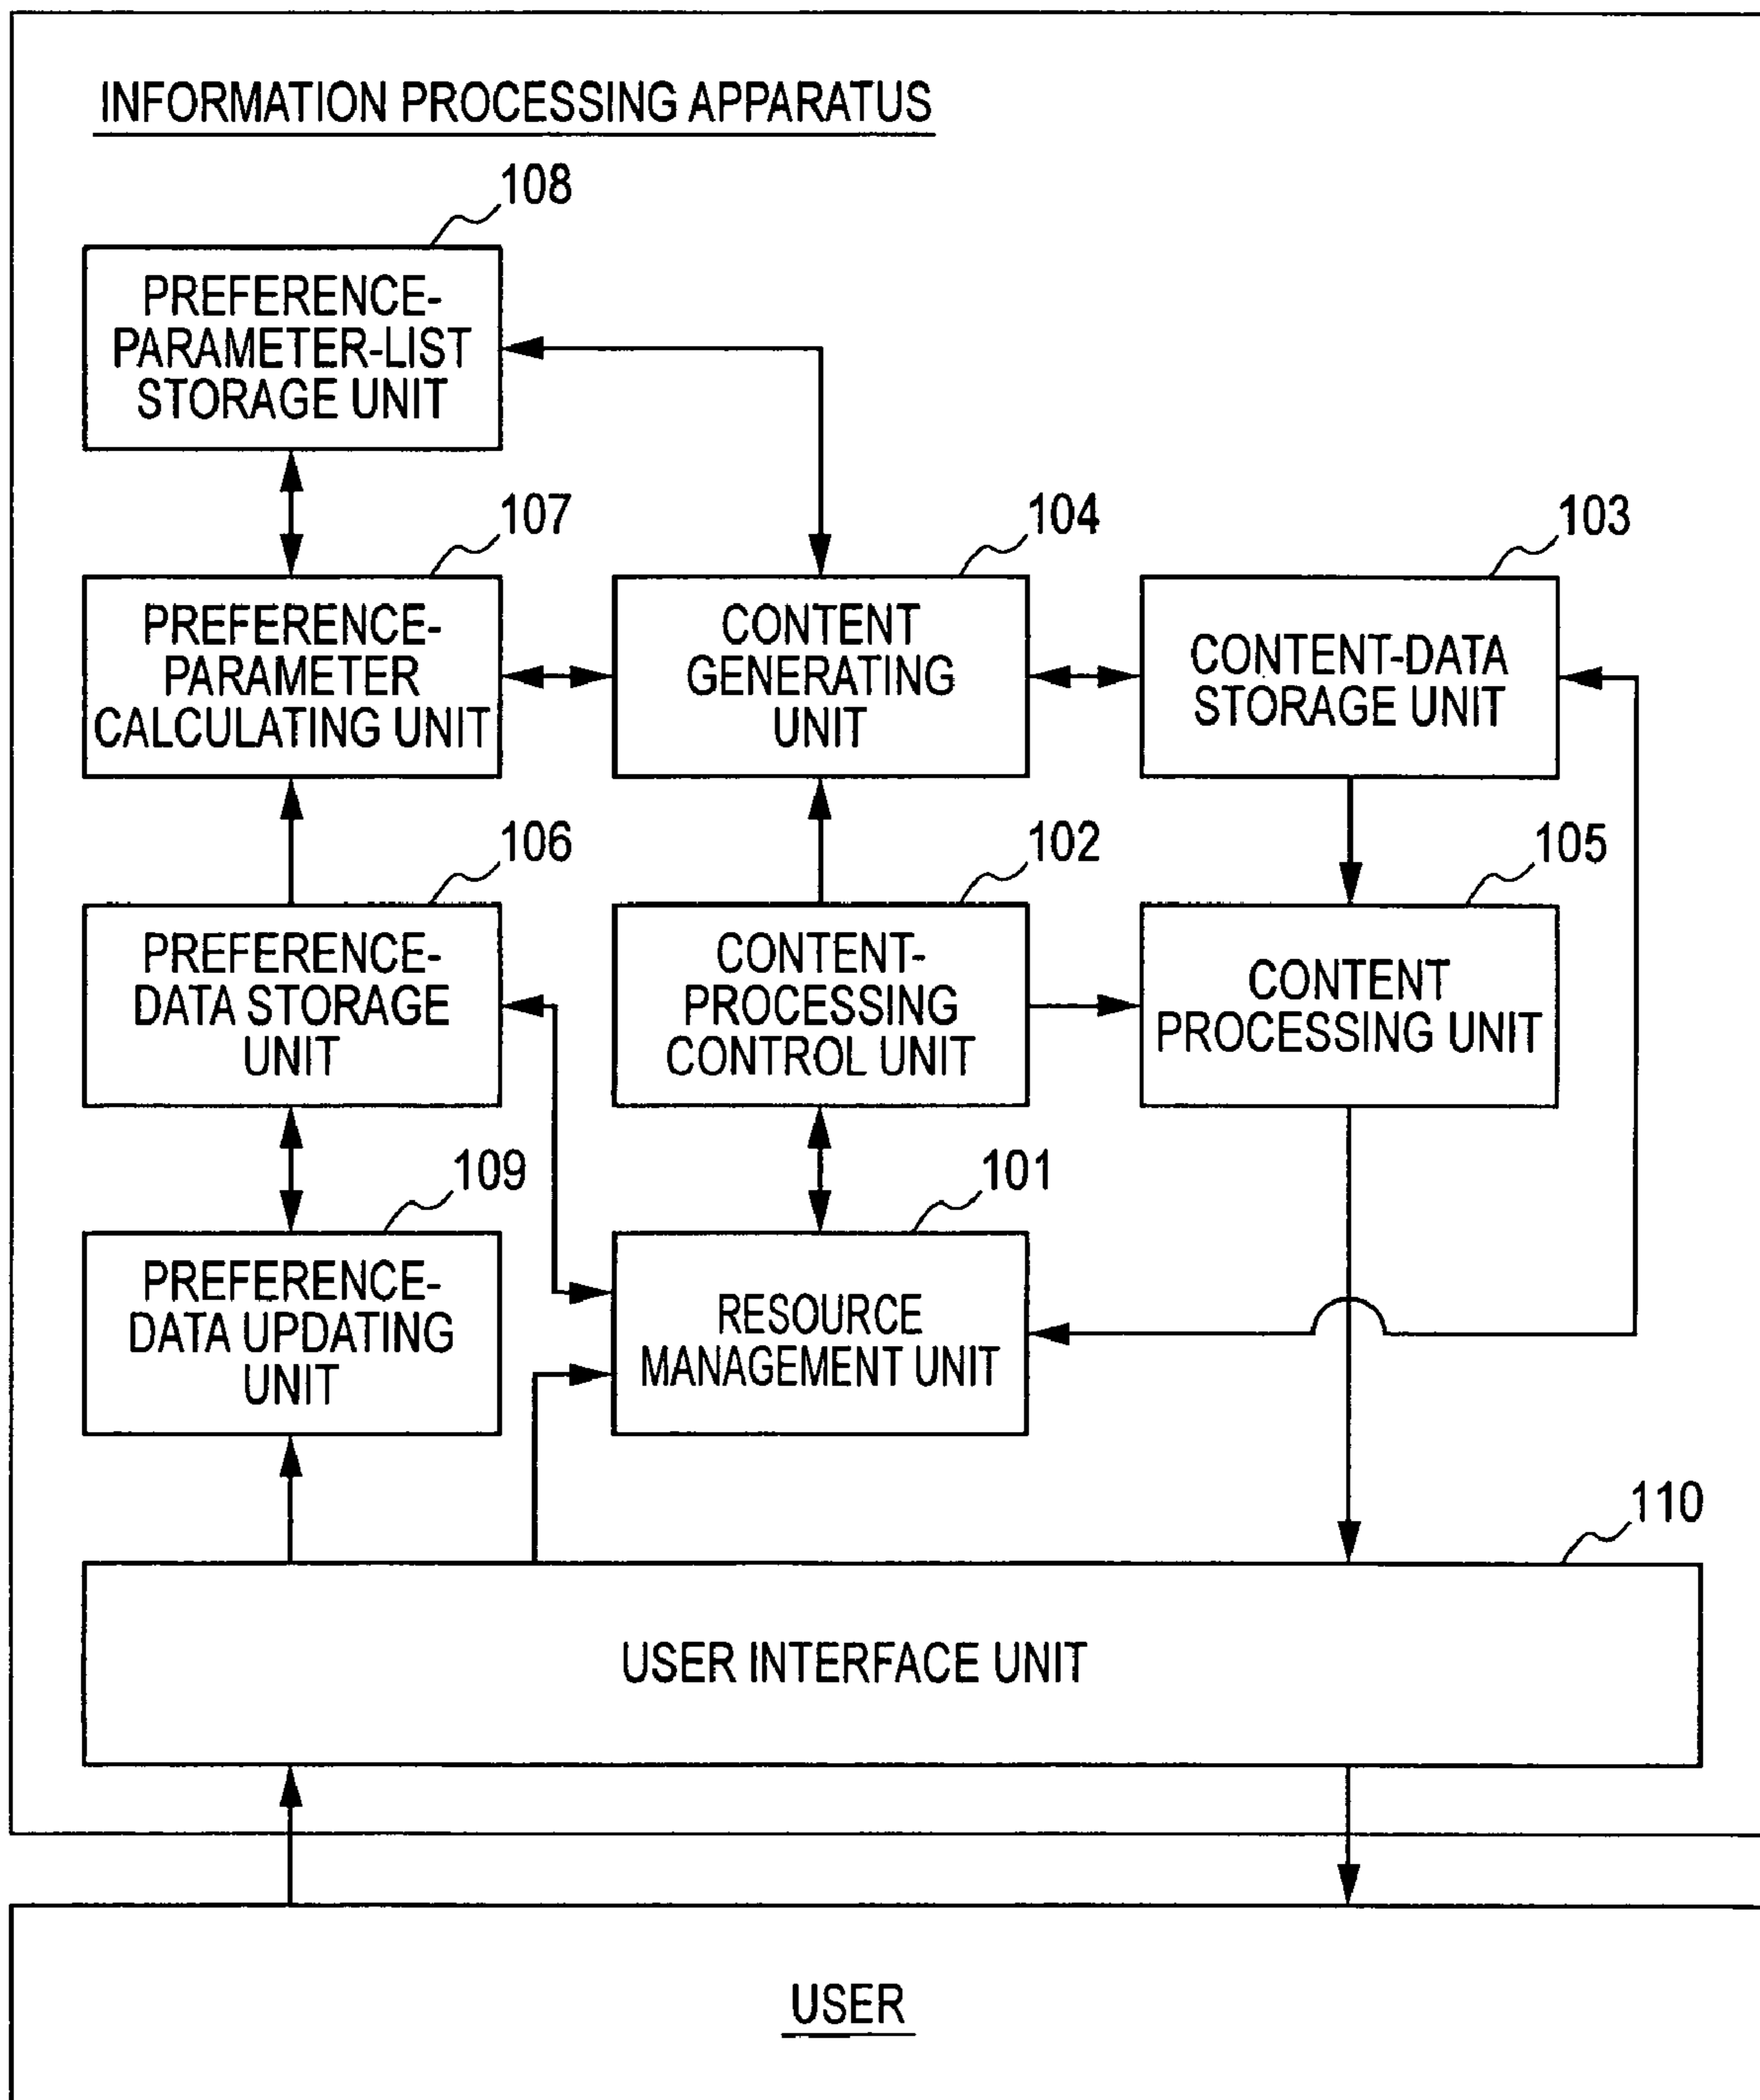 INFORMATION PROCESSING APPARATUS
108
PREFERENCE-
PARAMETER-LIST
STORAGE UNIT
107
PREFERENCE-
PARAMETER
CALCULATING UNIT
104
CONTENT
GENERATING
UNIT
103
CONTENT-DATA
STORAGE UNIT
106
PREFERENCE-
DATA STORAGE
UNIT
102
CONTENT-
PROCESSING
CONTROL UNIT
105
CONTENT
PROCESSING UNIT
109
PREFERENCE-
DATA UPDATING
UNIT
101
RESOURCE
MANAGEMENT UNIT
110
USER INTERFACE UNIT
USER